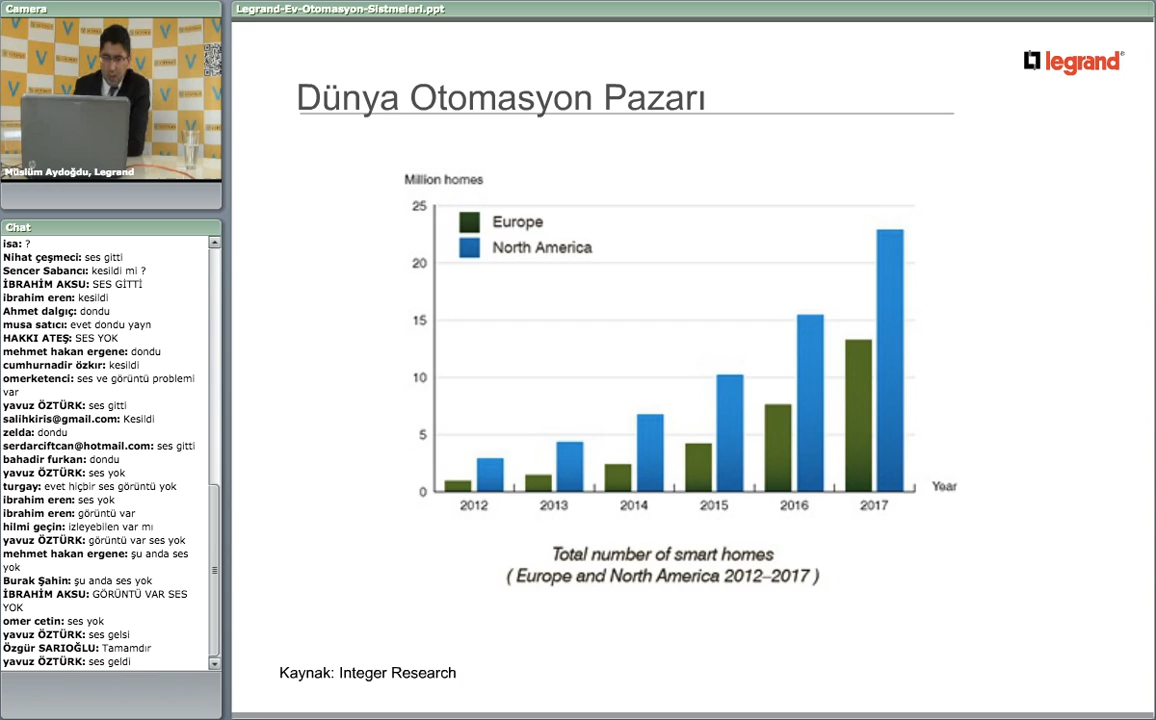 Camera
Müslüm Aydoğdu, Legrand
Chat
isa: ?
Nihat çeşmeci: ses gitti
Sencer Sabancı: kesildi mi ?
İBRAHİM AKSU: SES GİTTİ
ibrahim eren: kesildi
Ahmet dalgıç: dondu
musa satıcı: evet dondu yayn
HAKKI ATEŞ: SES YOK
mehmet hakan ergene: dondu
cumhurnadir özkır: kesildi
omerketenci: ses ve görüntü problemi
var
yavuz ÖZTÜRK: ses gitti
salihkiris@gmail.com: Kesildi
zelda: dondu
serdarciftcan@hotmail.com: ses gitti
bahadir furkan: dondu
yavuz ÖZTÜRK: ses yok
turgay: evet hiçbir ses görüntü yok
ibrahim eren: ses yok
ibrahim eren: görüntü var
hilmi geçin: izleyebilen var mı
yavuz ÖZTÜRK: görüntü var ses yok
mehmet hakan ergene: şu anda ses
yok
Burak Şahin: şu anda ses yok
İBRAHİM AKSU: GÖRÜNTÜ VAR SES
YOK
omer cetin: ses yok
yavuz ÖZTÜRK: ses gelsi
Özgür SARIOĞLU: Tamamdır
yavuz ÖZTÜRK: ses geldi
Legrand-Ev-Otomasyon-Sistmeleri.ppt
legrand®
Dünya Otomasyon Pazarı
Million homes
25
20
15
10
5
0
Europe
North America
2012 2013 2014 2015 2016 2017
Year
Total number of smart homes
( Europe and North America 2012–2017 )
Kaynak: Integer Research